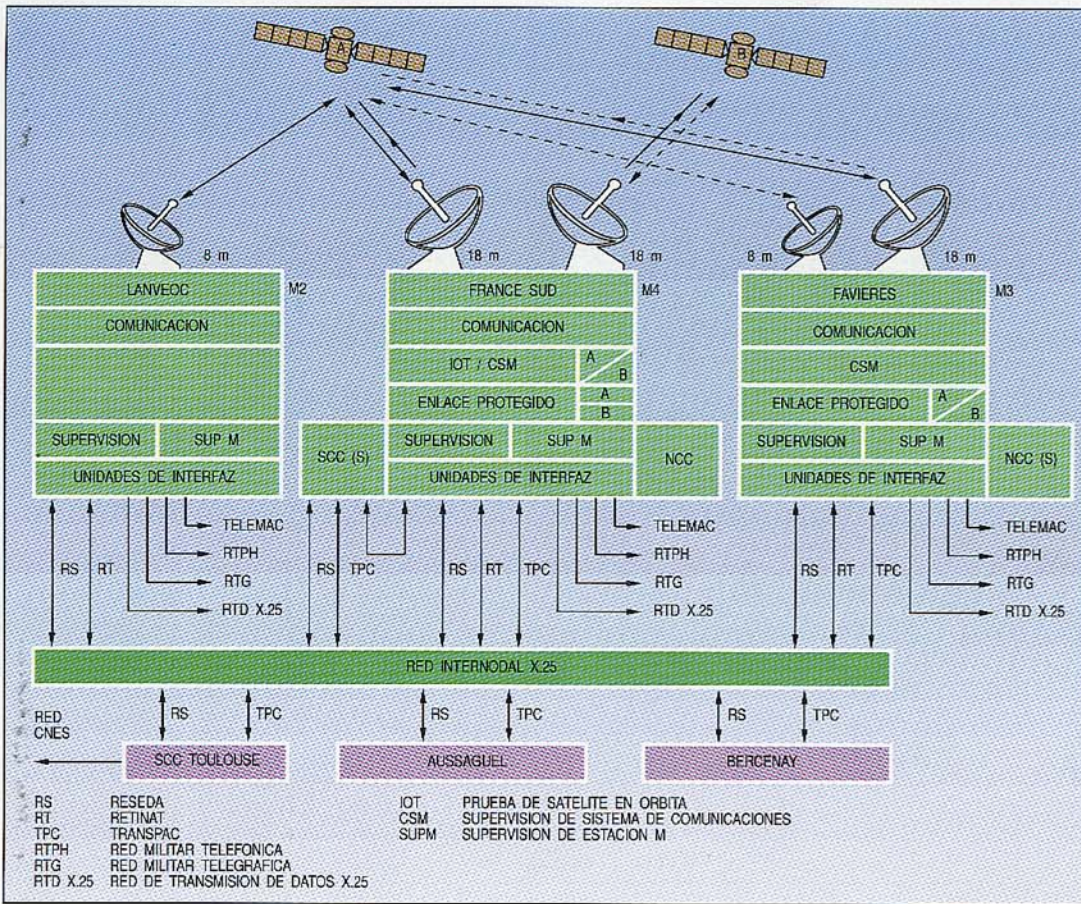 A
B
8 m
18 m
18 m
8 m
18 m
LANVEOC
M2
COMUNICACION
SUPERVISION
SUP M
UNIDADES DE INTERFAZ
FRANCE SUD
M4
COMUNICACION
IOT / CSM
A
B
ENLACE PROTEGIDO
A
B
SCC (S)
SUPERVISION
SUP M
NCC
UNIDADES DE INTERFAZ
FAVIERES
M3
COMUNICACION
CSM
ENLACE PROTEGIDO
A
B
SUPERVISION
SUP M
NCC (S)
UNIDADES DE INTERFAZ
RS
RT
TELEMAC
RTPH
RTG
RTD X.25
RS
TPC
RS
RT
TPC
TELEMAC
RTPH
RTG
RTD X.25
RS
RT
TPC
TELEMAC
RTPH
RTG
RTD X.25
RED INTERNODAL X.25
RED
CNES
RS
TPC
RS
TPC
RS
TPC
SCC TOULOUSE
AUSSAGUEL
BERCENAY
RS RESEDA
RT RETINAT
TPC TRANSPAC
RTPH RED MILITAR TELEFONICA
RTG RED MILITAR TELEGRAFICA
RTD X.25 RED DE TRANSMISION DE DATOS X.25
IOT PRUEBA DE SATELITE EN ORBITA
CSM SUPERVISION DE SISTEMA DE COMUNICACIONES
SUPM SUPERVISION DE ESTACION M